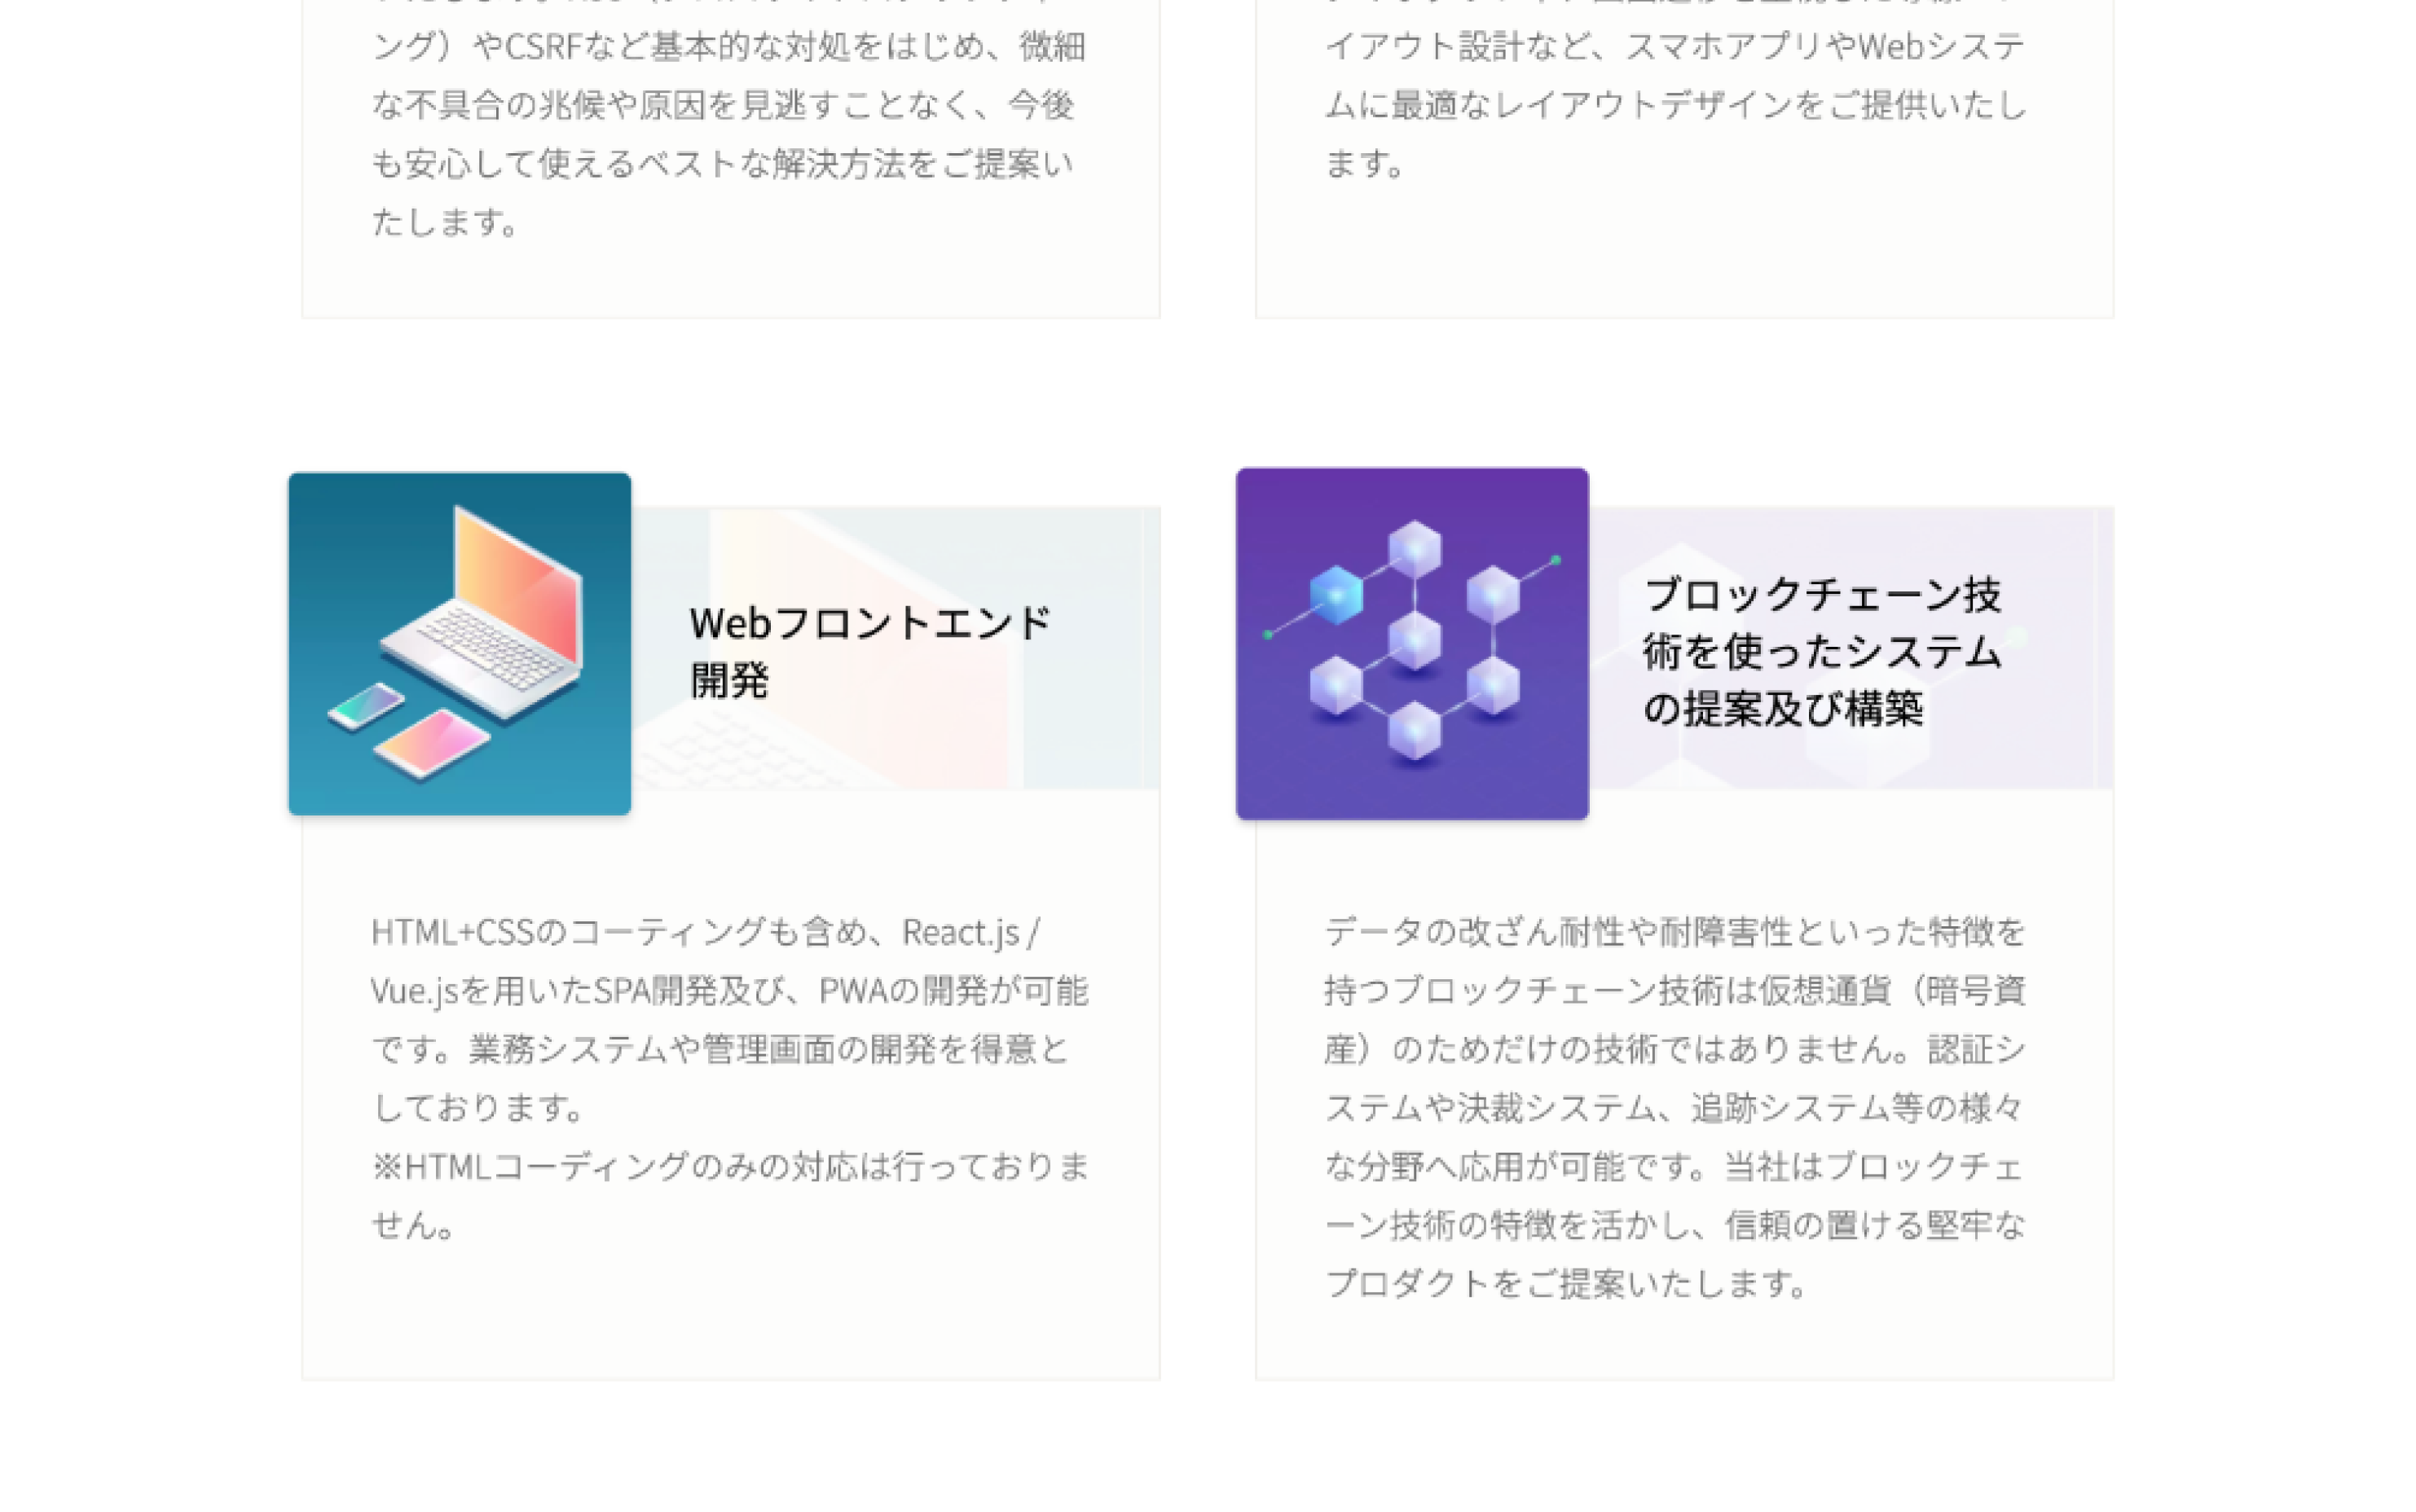 ング）やCSRFなど基本的な対処をはじめ、微細
な不具合の兆候や原因を見逃すことなく、今後
も安心して使えるベストな解決方法をご提案い
たします。
イアウト設計など、スマホアプリやWebシステ
ムに最適なレイアウトデザインをご提供いたし
ます。
Webフロントエンド
開発
HTML+CSSのコーティングも含め、React.js /
Vue.jsを用いたSPA開発及び、PWAの開発が可能
です。業務システムや管理画面の開発を得意と
しております。
※HTMLコーディングのみの対応は行っておりま
せん。
ブロックチェーン技
術を使ったシステム
の提案及び構築
データの改ざん耐性や耐障害性といった特徴を
持つブロックチェーン技術は仮想通貨（暗号資
産）のためだけの技術ではありません。認証シ
ステムや決裁システム、追跡システム等の様々
な分野へ応用が可能です。当社はブロックチェ
ーン技術の特徴を活かし、信頼の置ける堅牢な
プロダクトをご提案いたします。